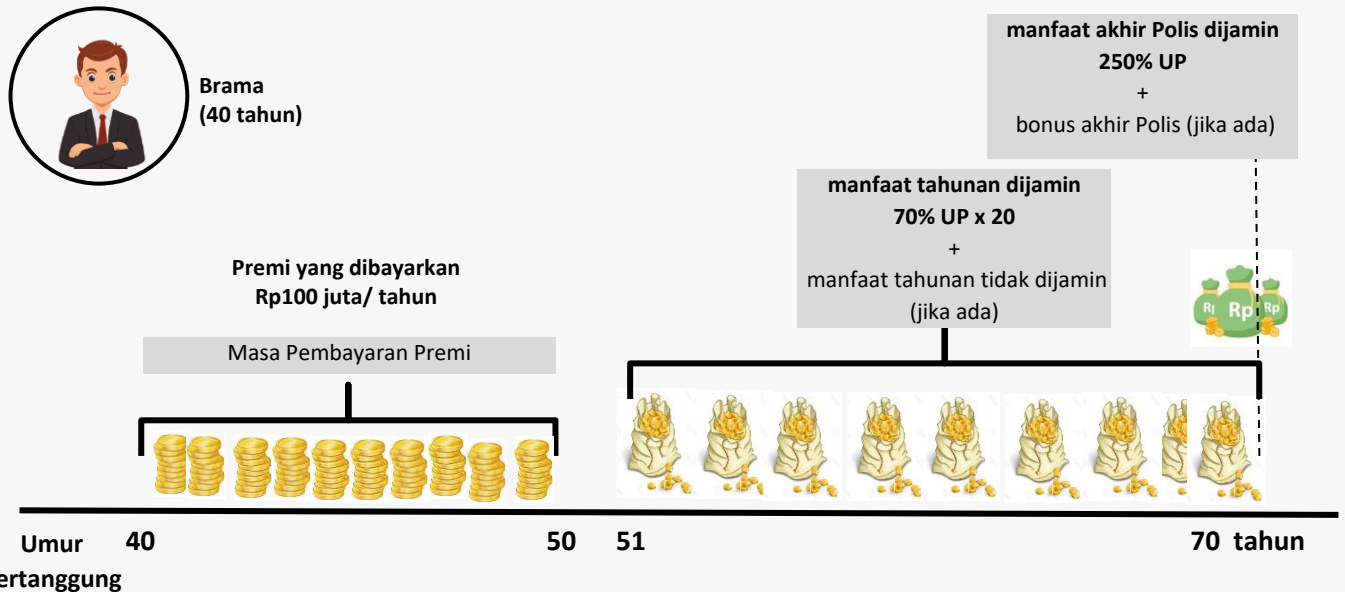 Brama
(40 tahun)
manfaat akhir Polis dijamin
250% UP
+
bonus akhir Polis (jika ada)
manfaat tahunan dijamin
70% UP x 20
+
manfaat tahunan tidak dijamin
(jika ada)
Premi yang dibayarkan
Rp100 juta/ tahun
Masa Pembayaran Premi
Rp Rp
Umur 40 50 51 70 tahun
ertanggung